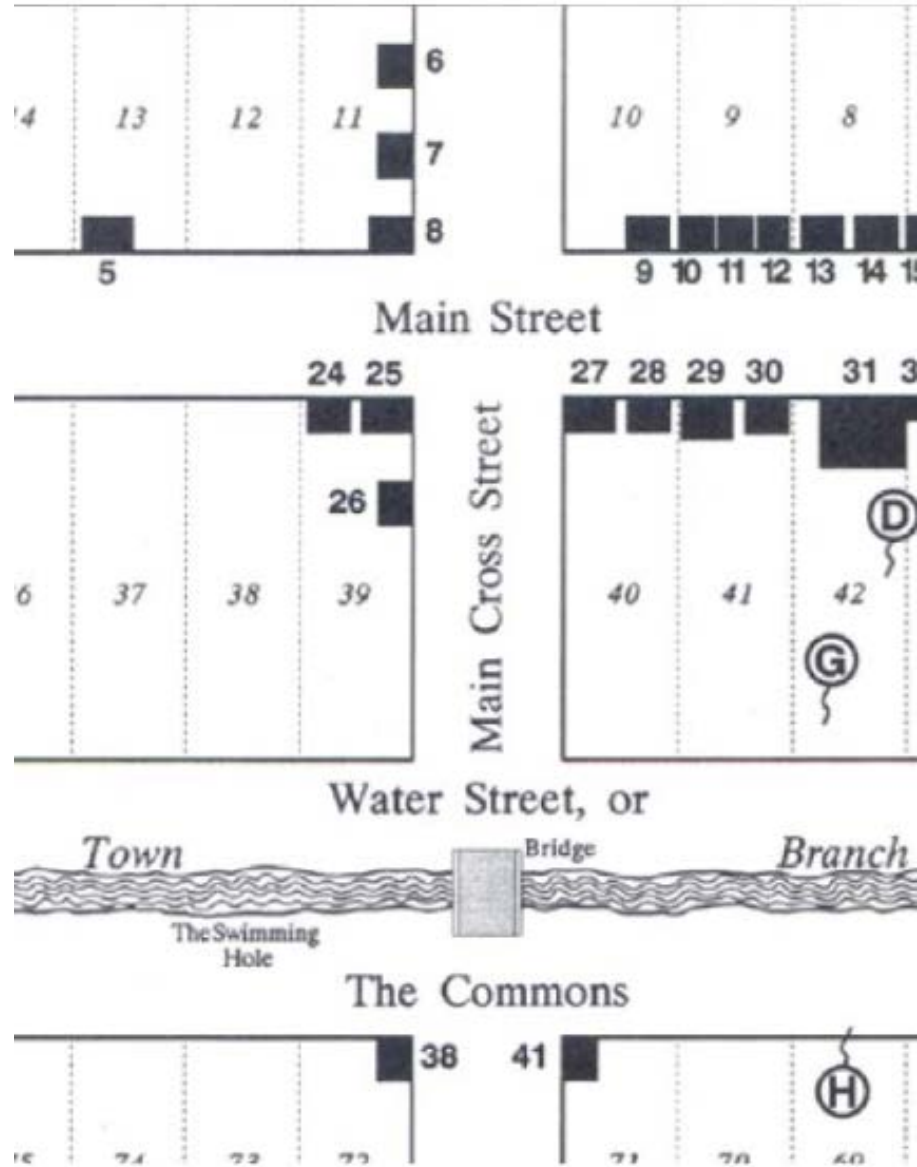 6
13 12 11 10 9 8
7
8
5 9 10 11 12 13 14
Main Street
24 25 27 28 29 30 31
Main Cross Street
26
D
37 38 39 40 41 42
G
Water Street, or
Town Bridge Branch
The Swimming
Hole
The Commons
38 41
H